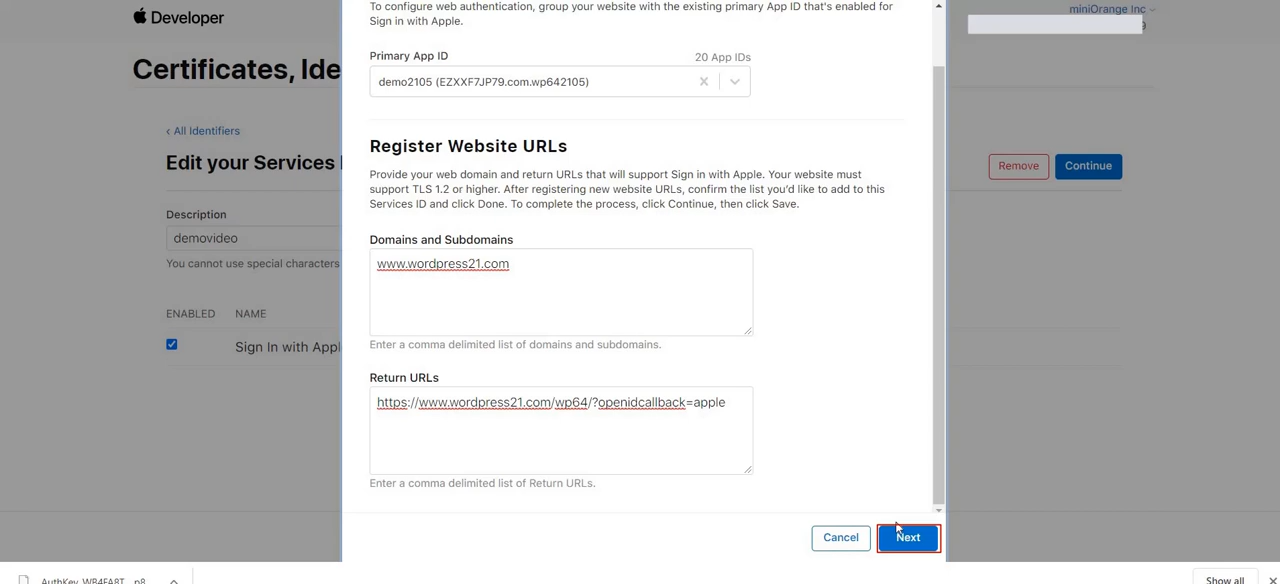 Developer
miniOrange Inc
9
Certificates, Ide
To configure web authentication, group your website with the existing primary App ID that's enabled for
Sign in with Apple.
Primary App ID
20 App IDs
demo2105 (EZXXF7JP79.com.wp642105)
‹ All Identifiers
Edit your Services
Remove
Continue
Register Website URLs
Provide your web domain and return URLs that will support Sign in with Apple. Your website must
support TLS 1.2 or higher. After registering new website URLs, confirm the list you'd like to add to this
Services ID and click Done. To complete the process, click Continue, then click Save.
Description
demovideo
You cannot use special characters
Domains and Subdomains
www.wordpress21.com
Enter a comma delimited list of domains and subdomains.
ENABLED NAME
Sign In with Appl
Return URLs
https://www.wordpress21.com/wp64/?openidcallback=apple
Enter a comma delimited list of Return URLs.
Cancel
Next
Show all